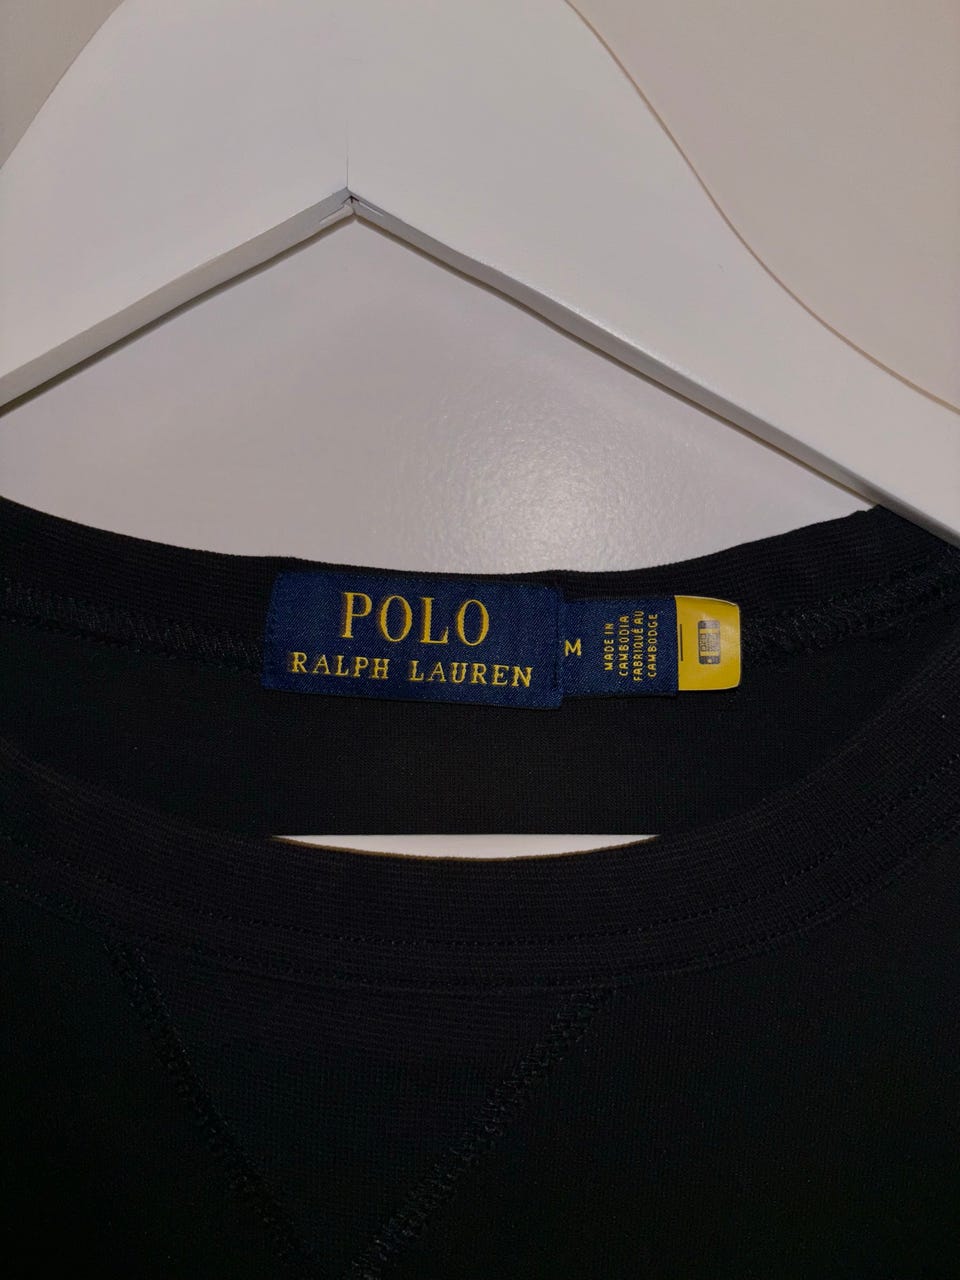 POLO
RALPH LAUREN
M
MADE IN
CAMBODIA
FABRIQUÉ AU
CAMBODGE